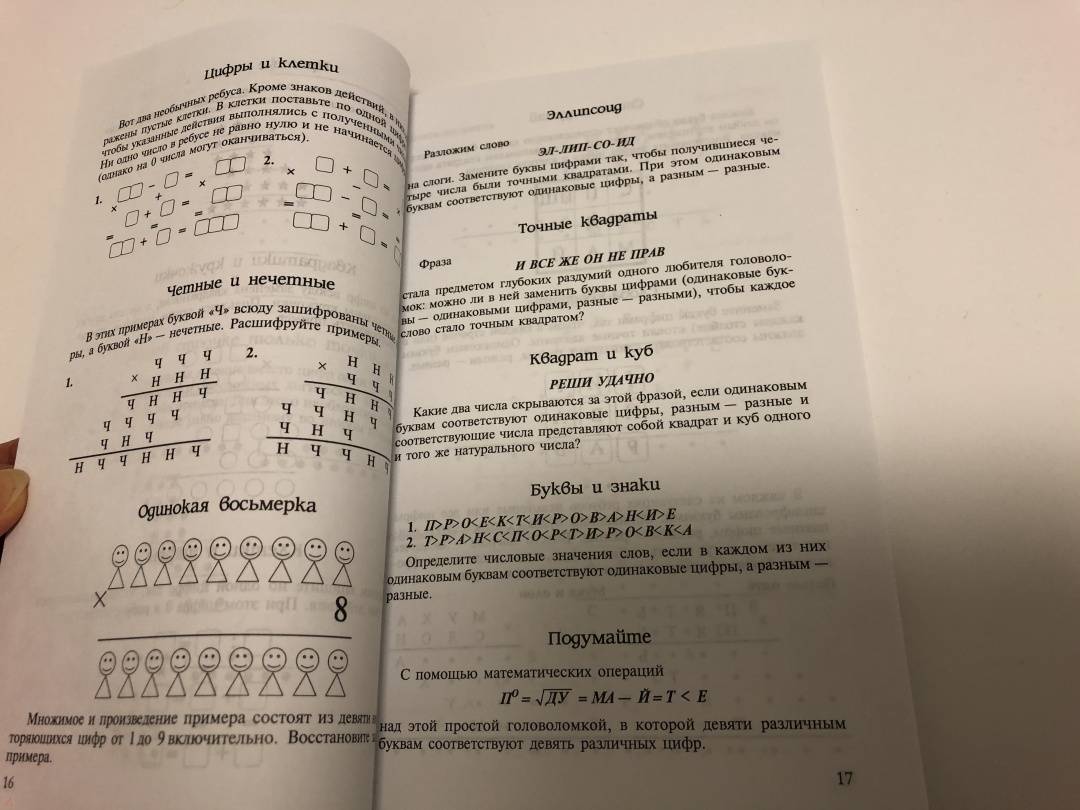 Цифры и клетки
Вот два необычных ребуса. Кроме знаков действий, в них
ражены пустые клетки. В клетки поставьте по одной цифре
чтобы указанные действия выполнялись с полученными
Ни одно число в ребусе не равно нулю и не начинается
(однако на 0 числа могут оканчиваться).
1.
2.
Четные и нечетные
В этих примерах буквой «Ч» всюду зашифрованы четные
ры, а буквой «Н» — нечетные. Расшифруйте примеры.
1.
Ч Ч Ч
× Н Н Н
Ч Н Н Ч
Ч Ч Ч Ч
Ч Н Ч
Н Ч Ч Н Н Ч
2.
Н Н Н
× Ч Ч Ч
Ч Н Н Ч
Ч Ч Н Ч
Ч Н Ч
Н Ч Ч Н Ч
Одинокая восьмерка
× 8
Множимое и произведение примера состоят из девяти
торяющихся цифр от 1 до 9 включительно. Восстановите
примера.
16
Эллипсоид
Разложим слово
ЭЛ-ЛИП-СО-ИД
на слоги. Замените буквы цифрами так, чтобы получившиеся че-
тыре числа были точными квадратами. При этом одинаковым
буквам соответствуют одинаковые цифры, а разным — разные.
Точные квадраты
Фраза
И ВСЕ ЖЕ ОН НЕ ПРАВ
стала предметом глубоких раздумий одного любителя головоло-
мок: можно ли в ней заменить буквы цифрами (одинаковые бук-
вы — одинаковыми цифрами, разные — разными), чтобы каждое
слово стало точным квадратом?
Квадрат и куб
РЕШИ УДАЧНО
Какие два числа скрываются за этой фразой, если одинаковым
буквам соответствуют одинаковые цифры, разным — разные и
соответствующие числа представляют собой квадрат и куб одного
и того же натурального числа?
Буквы и знаки
1. П>Р>О<Е<К<Т<И<Р>О>В>А>Н<И>Е
2. Т>Р>А>Н<С<П<О<Р<Т>И>Р>О<В<К<А
Определите числовые значения слов, если в каждом из них
одинаковым буквам соответствуют одинаковые цифры, а разным —
разные.
Подумайте
С помощью математических операций
П⁰ = √ДУ = МА — Й = Т < Е
над этой простой головоломкой, в которой девяти различным
буквам соответствуют девять различных цифр.
17